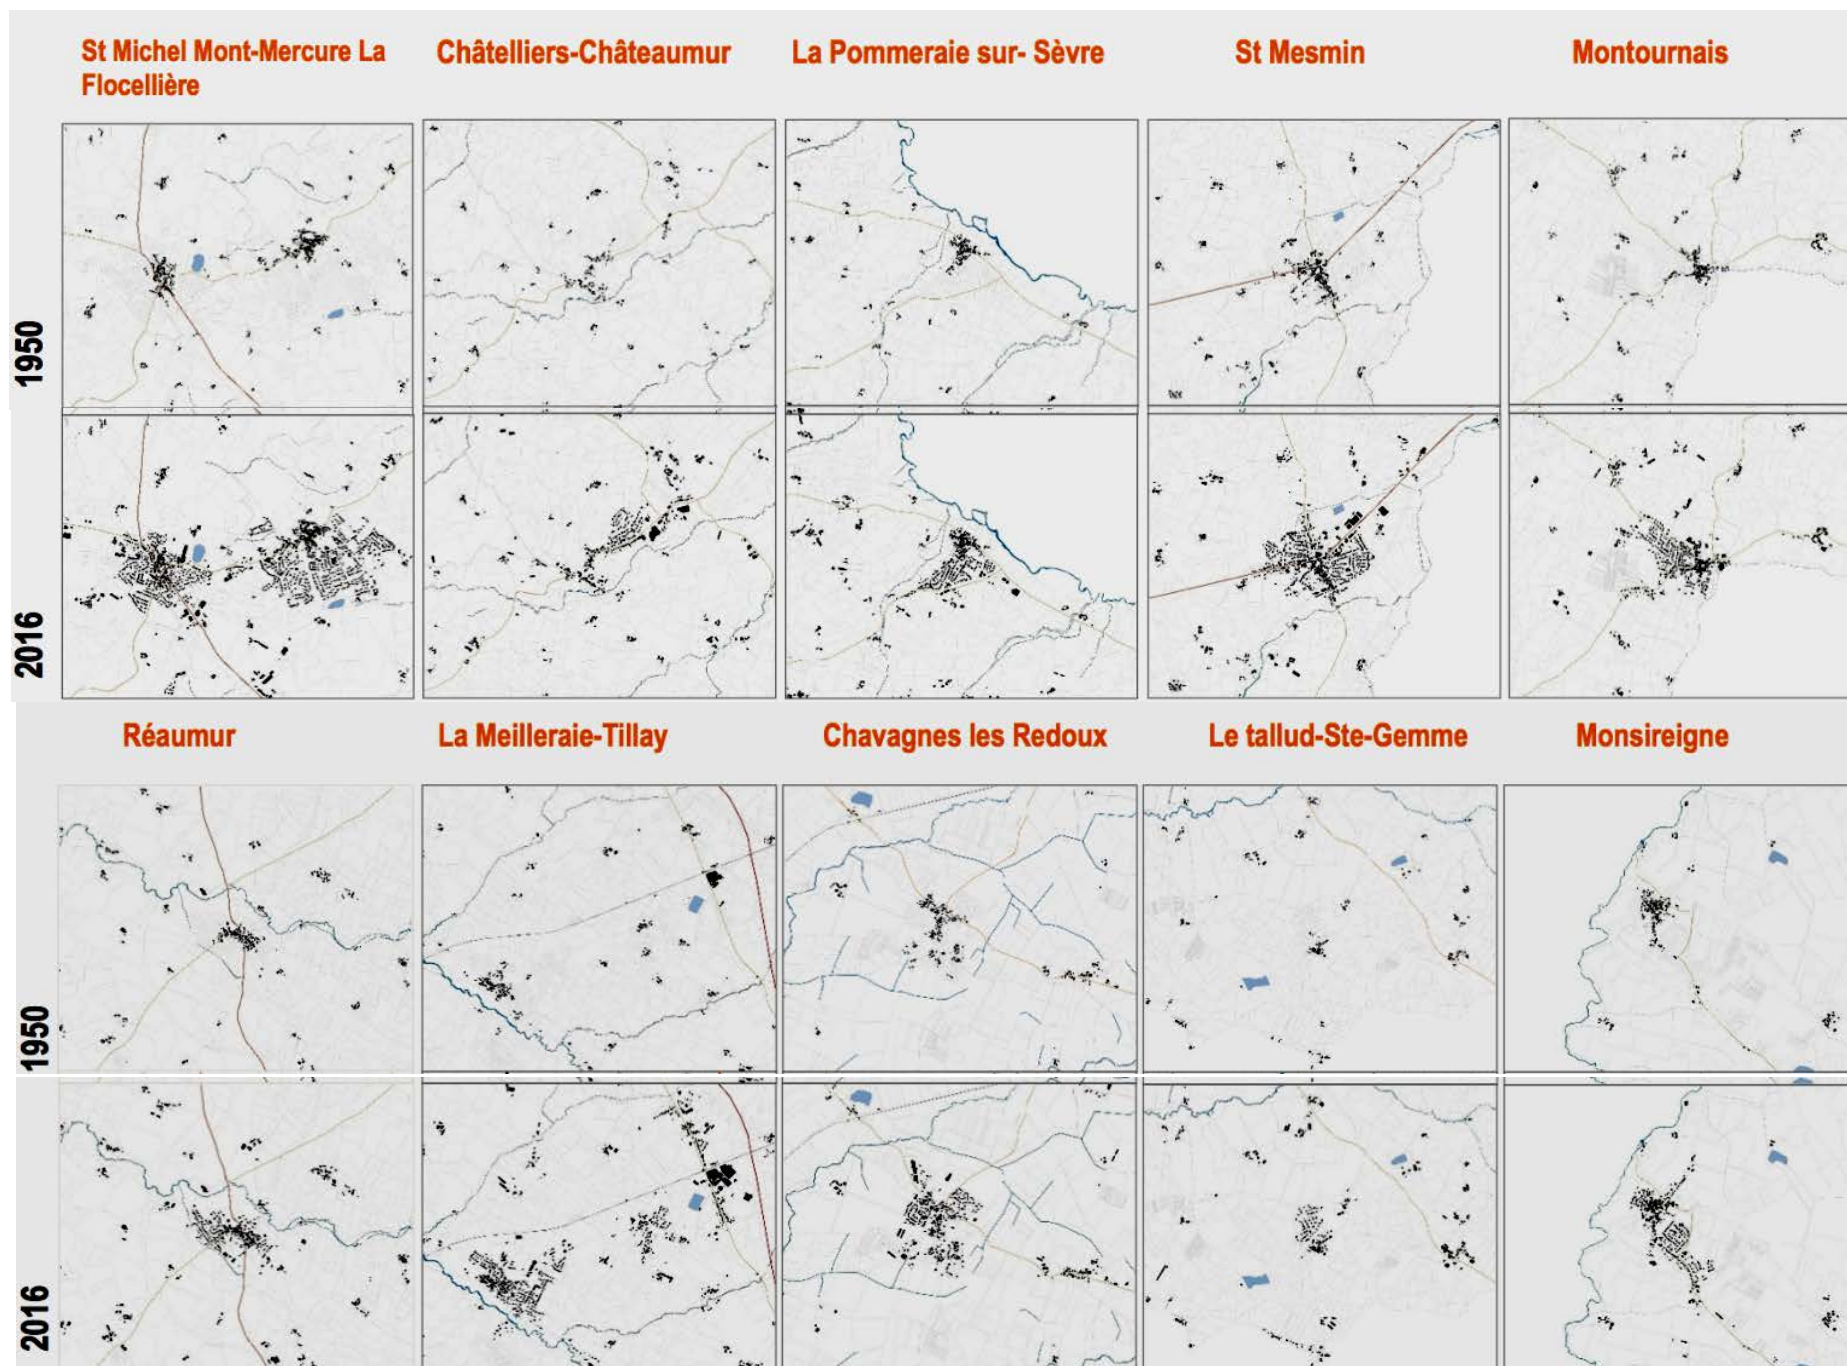 St Michel Mont-Mercure La
Flocellière
Châtelliers-Châteaumur
La Pommeraie sur- Sèvre
St Mesmin
Montournais
1950
2016
Réaumur
La Meilleraie-Tillay
Chavagnes les Redoux
Le tallud-Ste-Gemme
Monsireigne
1950
2016